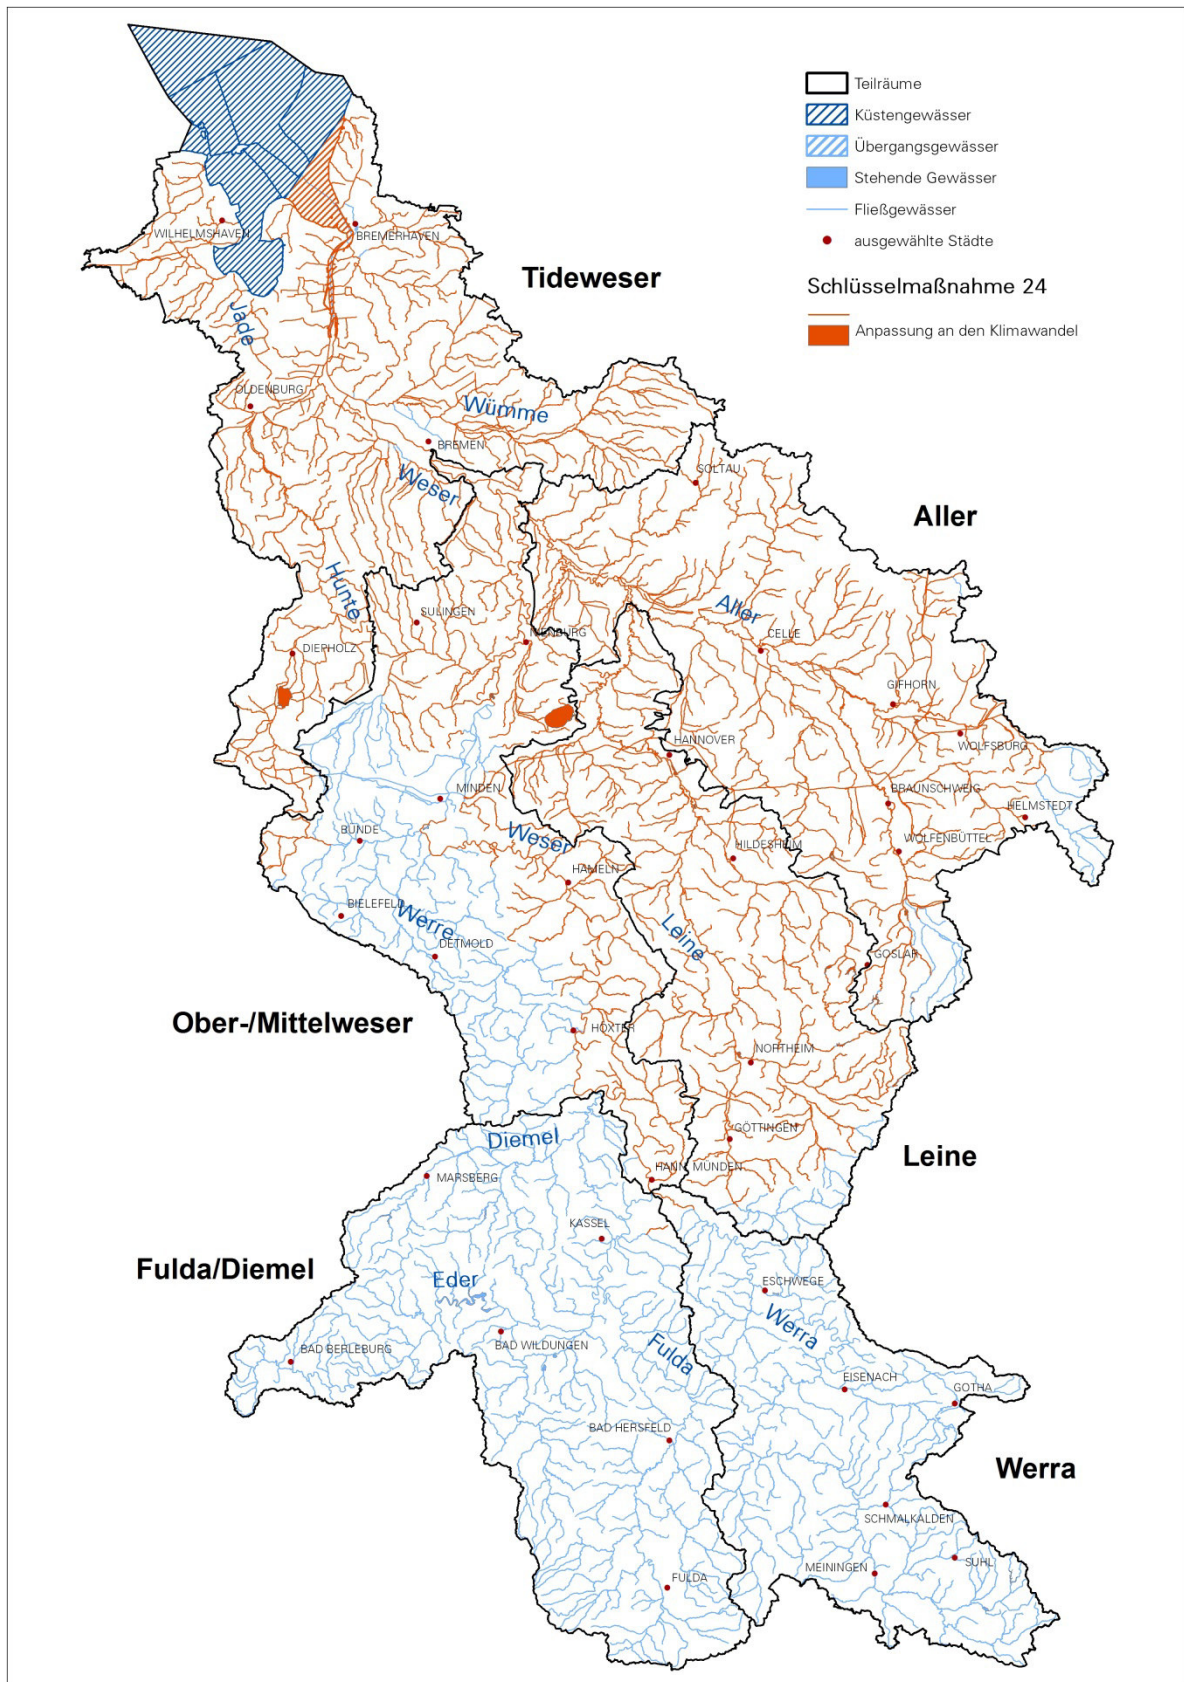 Teilräume
Küstengewässer
Übergangsgewässer
Stehende Gewässer
Fließgewässer
ausgewählte Städte
Schlüsselmaßnahme 24
Anpassung an den Klimawandel
WILHELMSHAVEN
BREMERHAVEN
Tideweser
Jade
OLDENBURG
Wümme
BREMEN
Weser
SOLTAU
Aller
Hunte
Aller
SULINGEN
NIENBURG
CELLE
DIEPHOLZ
GIFHORN
HANNOVER
WOLFSBURG
MINDEN
BRAUNSCHWEIG
HELMSTEDT
BÜNDE
Weser
HILDESHEIM
WOLFENBÜTTEL
HAMELN
BIELEFELD
Werre
Leine
DETMOLD
GOSLAR
Ober-/Mittelweser
HÖXTER
NORTHEIM
Diemel
GÖTTINGEN
Leine
MARSBERG
HANN. MÜNDEN
KASSEL
Fulda/Diemel
Eder
ESCHWEGE
Werra
BAD BERLEBURG
BAD WILDUNGEN
Fulda
EISENACH
GOTHA
BAD HERSFELD
Werra
SCHMALKALDEN
SUHL
MEININGEN
FULDA